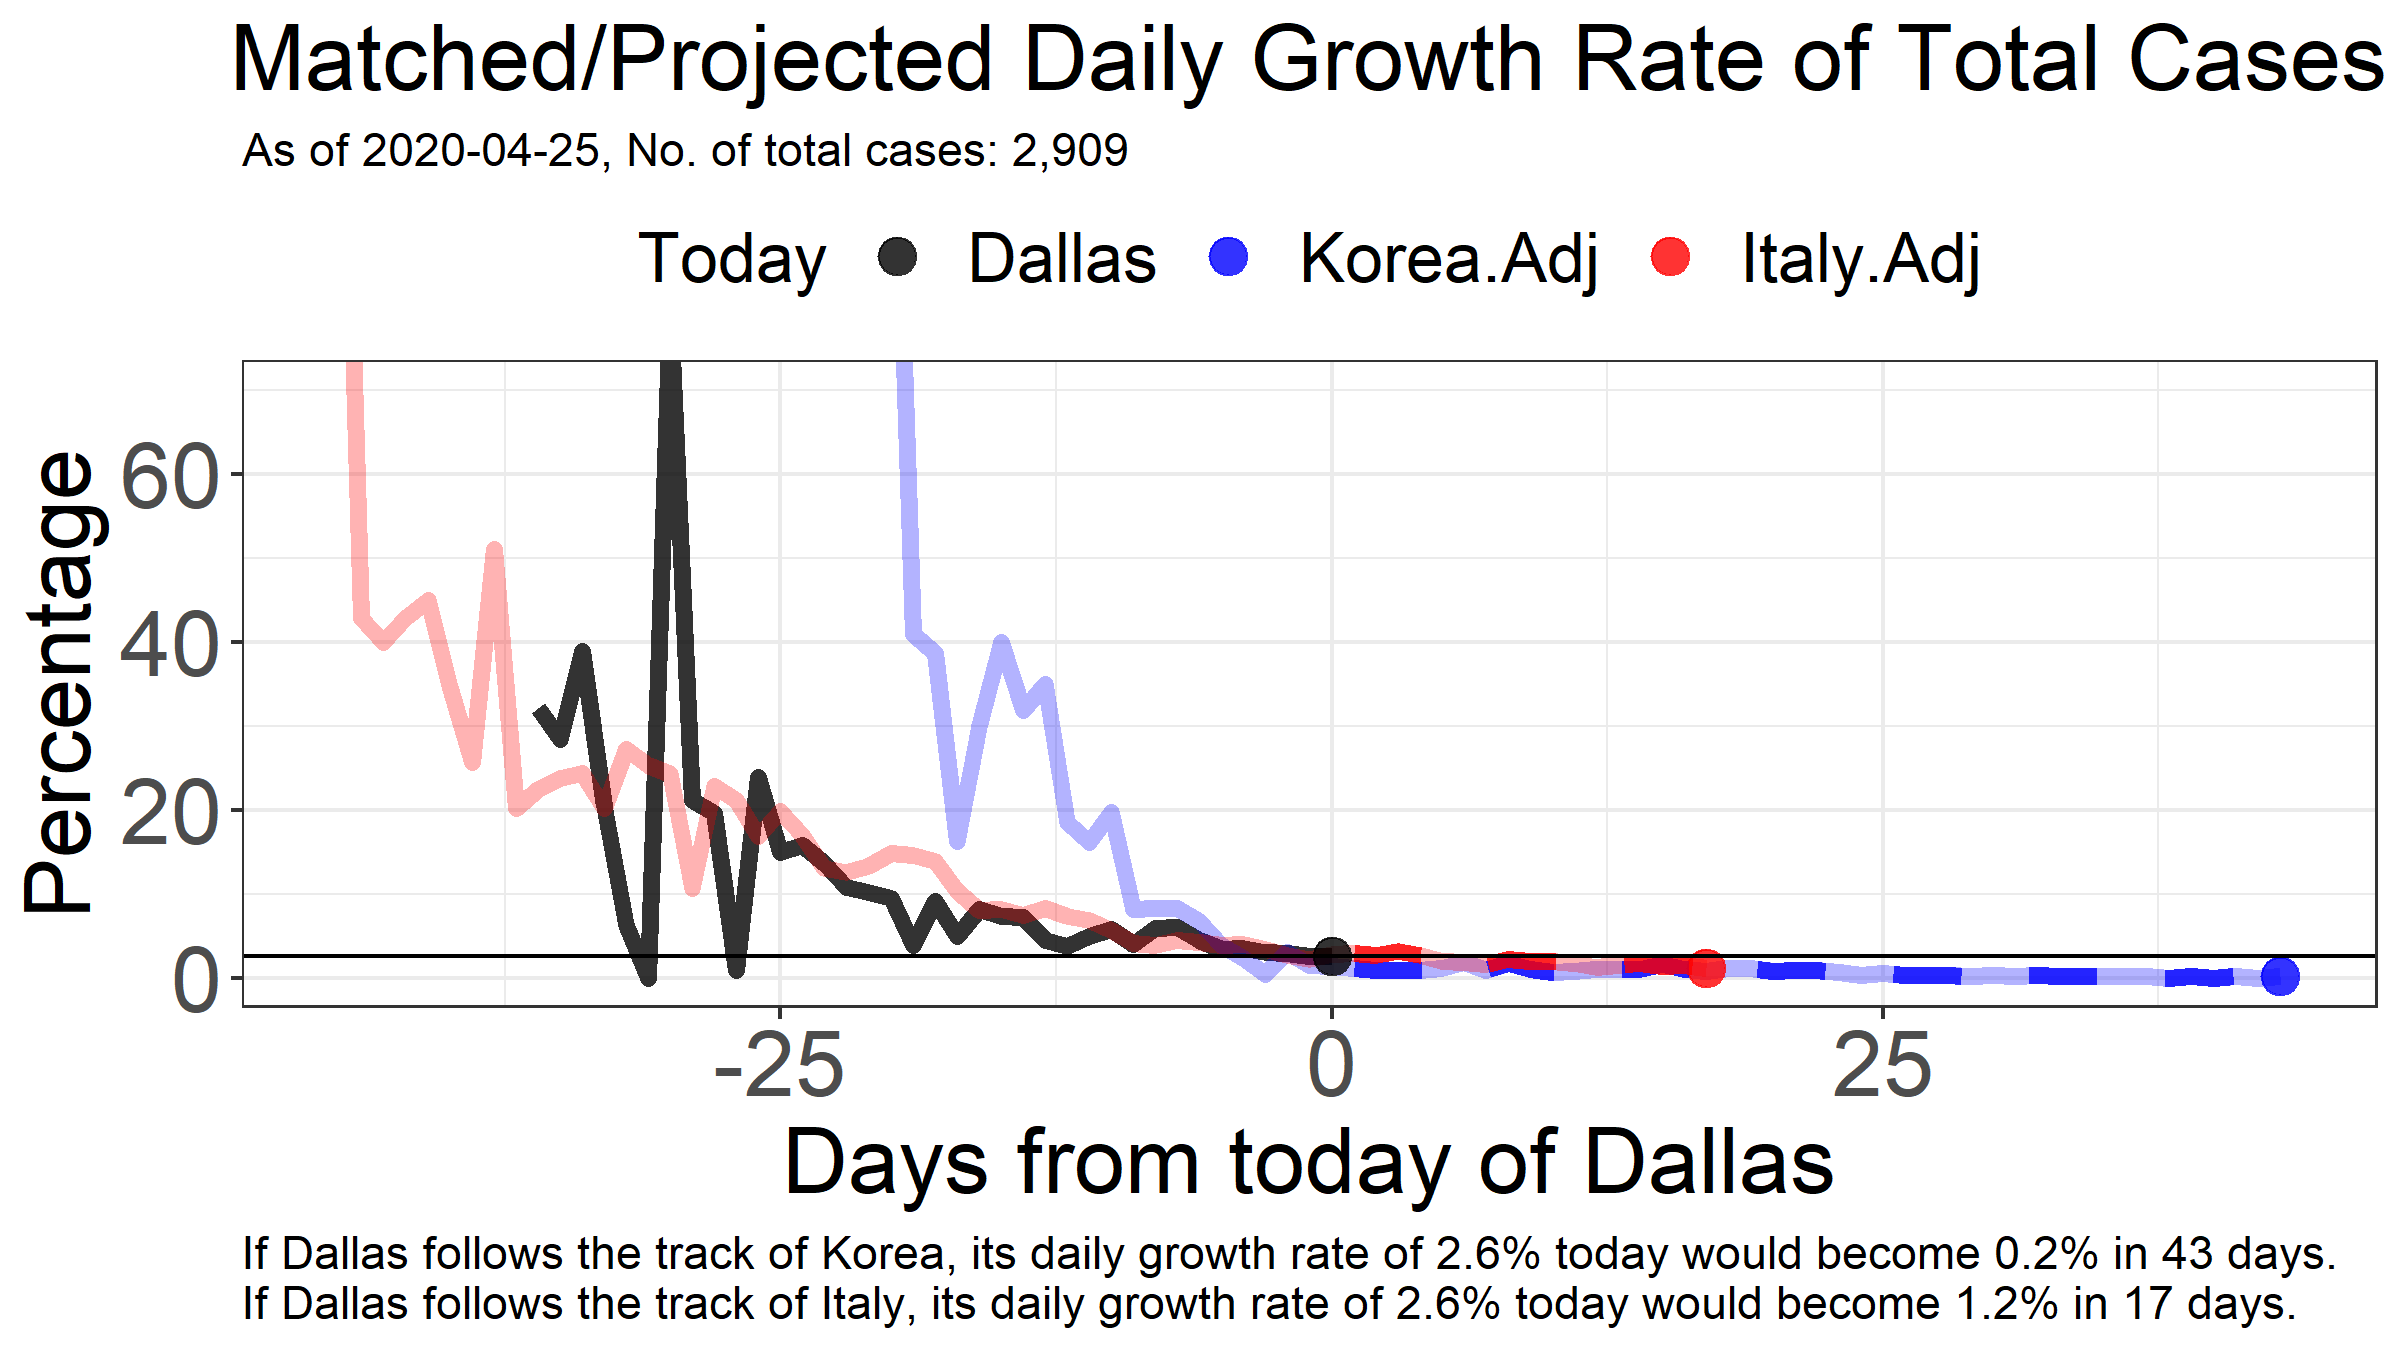 Matched/Projected Daily Growth Rate of Total Cases
As of 2020-04-25, No. of total cases: 2,909
Today Dallas Korea.Adj Italy.Adj
Percentage
60
40
20
0
-25 0 25
Days from today of Dallas
If Dallas follows the track of Korea, its daily growth rate of 2.6% today would become 0.2% in 43 days.
If Dallas follows the track of Italy, its daily growth rate of 2.6% today would become 1.2% in 17 days.